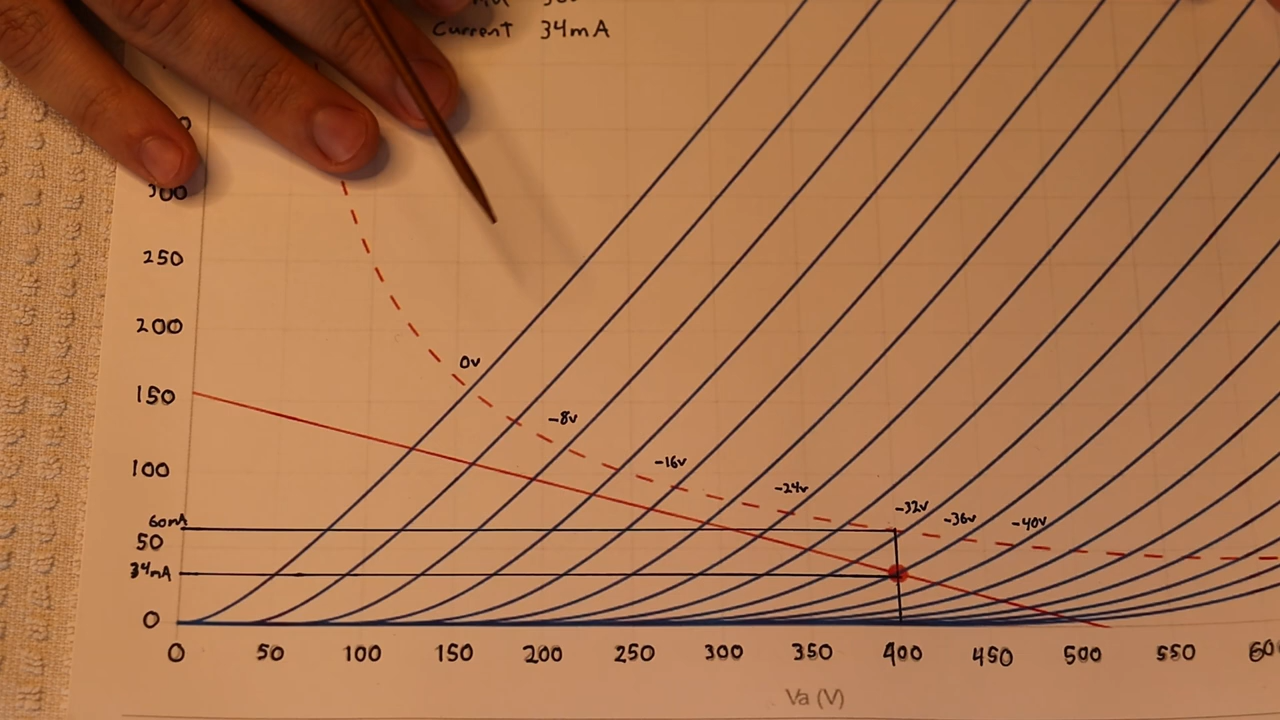 Current 34mA
300
250
200
150
100
60mA
50
34mA
0
0v
-8v
-16v
-24v
-32v
-36v
-40v
0 50 100 150 200 250 300 350 400 450 500 550
Va (V)